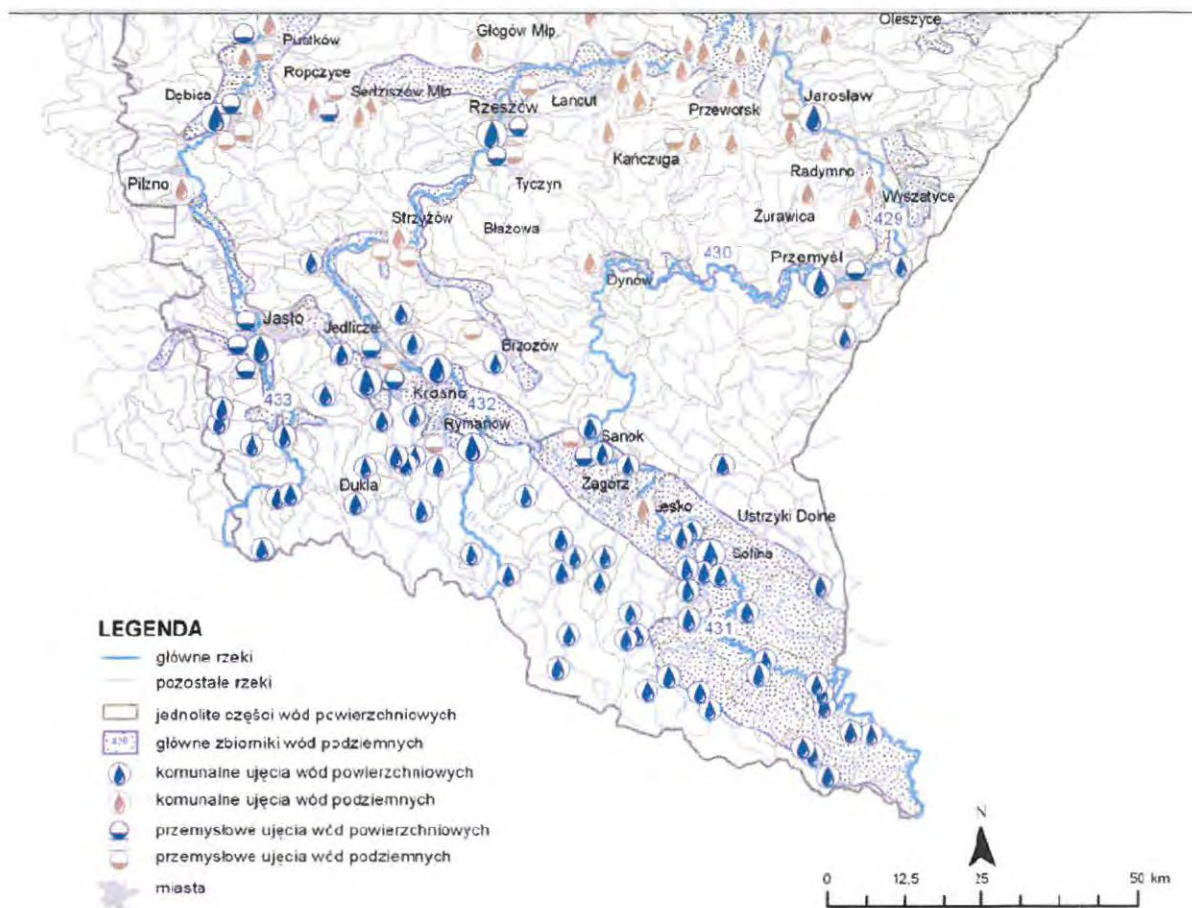 Oleszyce
Pustków
Głogów Młp.
Ropczyce
Sędziszów Młp.
Dębica
Rzeszów
Łańcut
Przeworsk
Jarosław
Kańczuga
Radymno
Tyczyn
Pilzno
Wyszatyce
Żurawica
429
Strzyżów
Błażowa
430
Przemyśl
Dynów
Jasło
Jedlicze
Brzozów
Krosno
432
433
Rymanów
Sanok
Zagórz
Dukla
Lesko
Ustrzyki Dolne
Solina
431
LEGENDA
główne rzeki
pozostałe rzeki
jednolite części wód powierzchniowych
główne zbiorniki wód podziemnych
komunalne ujęcia wód powierzchniowych
komunalne ujęcia wód podziemnych
przemysłowe ujęcia wód powierzchniowych
przemysłowe ujęcia wód podziemnych
miasta
N
0 12,5 25 50 km